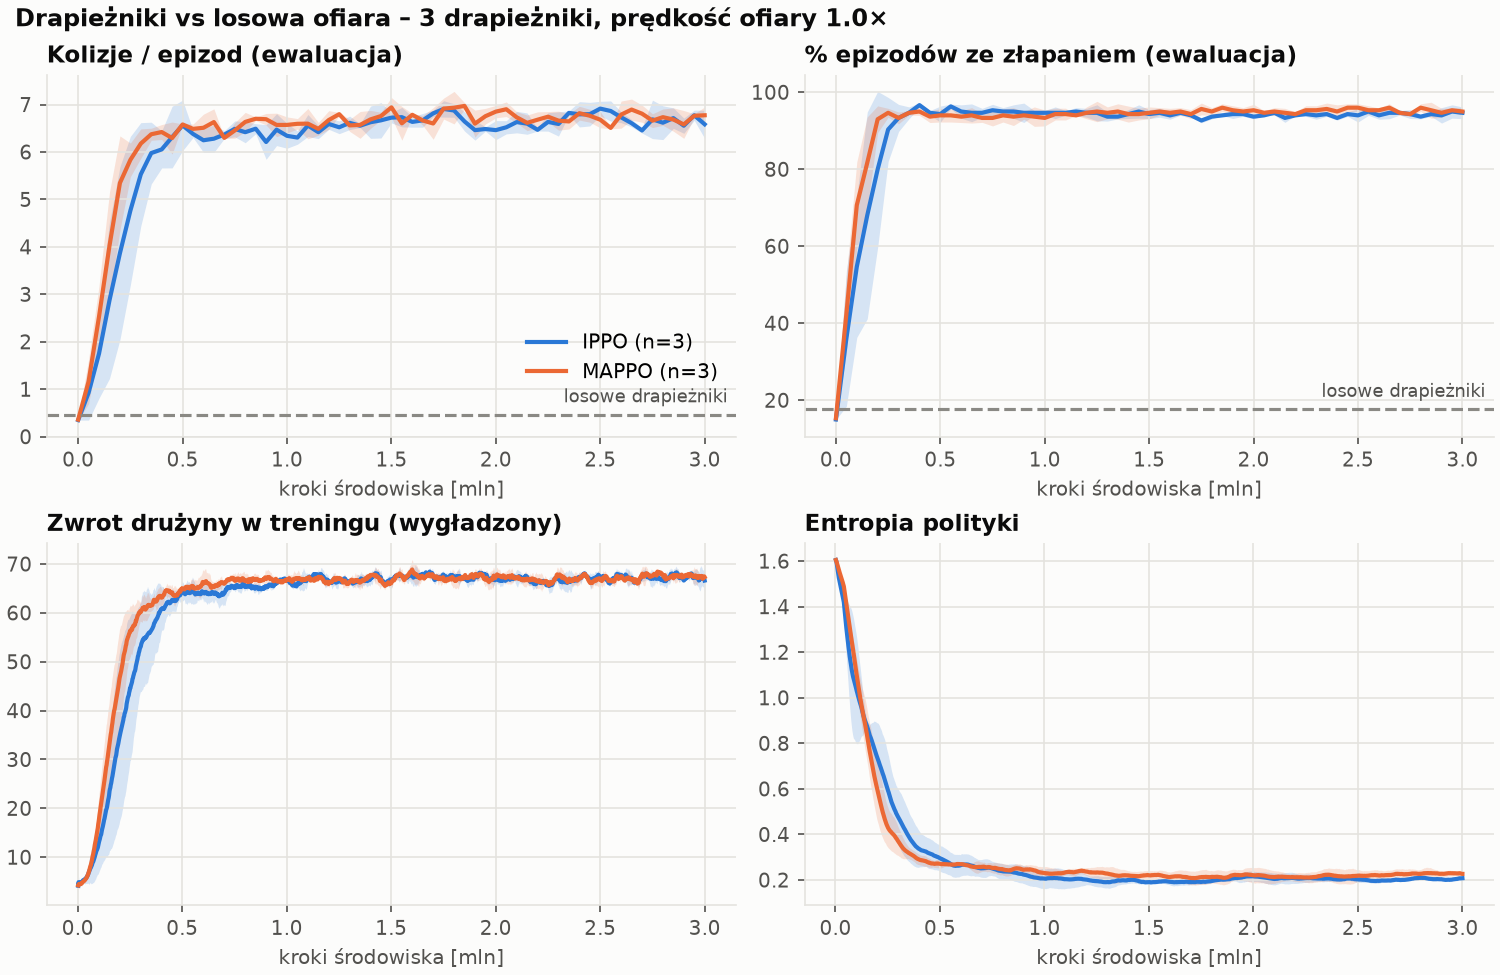 Drapieżniki vs losowa ofiara – 3 drapieżniki, prędkość ofiary 1.0×
Kolizje / epizod (ewaluacja)
7
6
5
4
3
2
1
0
IPPO (n=3)
MAPPO (n=3)
losowe drapieżniki
0.0 0.5 1.0 1.5 2.0 2.5 3.0
kroki środowiska [mln]
% epizodów ze złapaniem (ewaluacja)
100
80
60
40
20
losowe drapieżniki
0.0 0.5 1.0 1.5 2.0 2.5 3.0
kroki środowiska [mln]
Zwrot drużyny w treningu (wygładzony)
70
60
50
40
30
20
10
0.0 0.5 1.0 1.5 2.0 2.5 3.0
kroki środowiska [mln]
Entropia polityki
1.6
1.4
1.2
1.0
0.8
0.6
0.4
0.2
0.0 0.5 1.0 1.5 2.0 2.5 3.0
kroki środowiska [mln]